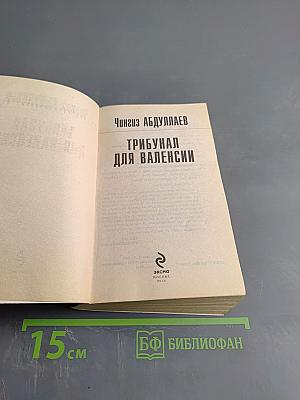 Чингиз АБДУЛЛАЕВ
ТРИБУНАЛ
ДЛЯ ВАЛЕНСИИ
ЭКСМО
МОСКВА
15 см
БФ БИБЛИОФАН